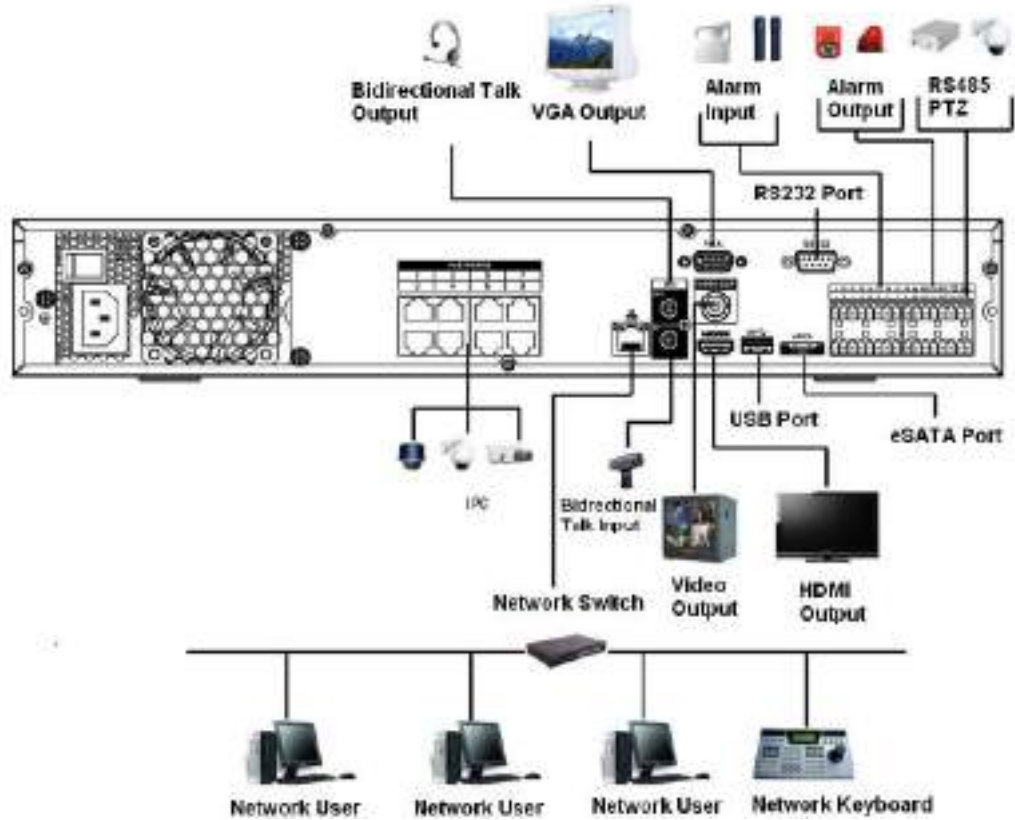 Bidirectional Talk
Output
VGA Output
Alarm
Input
Alarm
Output
RS485
PTZ
RS232 Port
USB Port
eSATA Port
IPC
Bidirectional
Talk Input
Network Switch
Video
Output
HDMI
Output
Network User
Network User
Network User
Network Keyboard